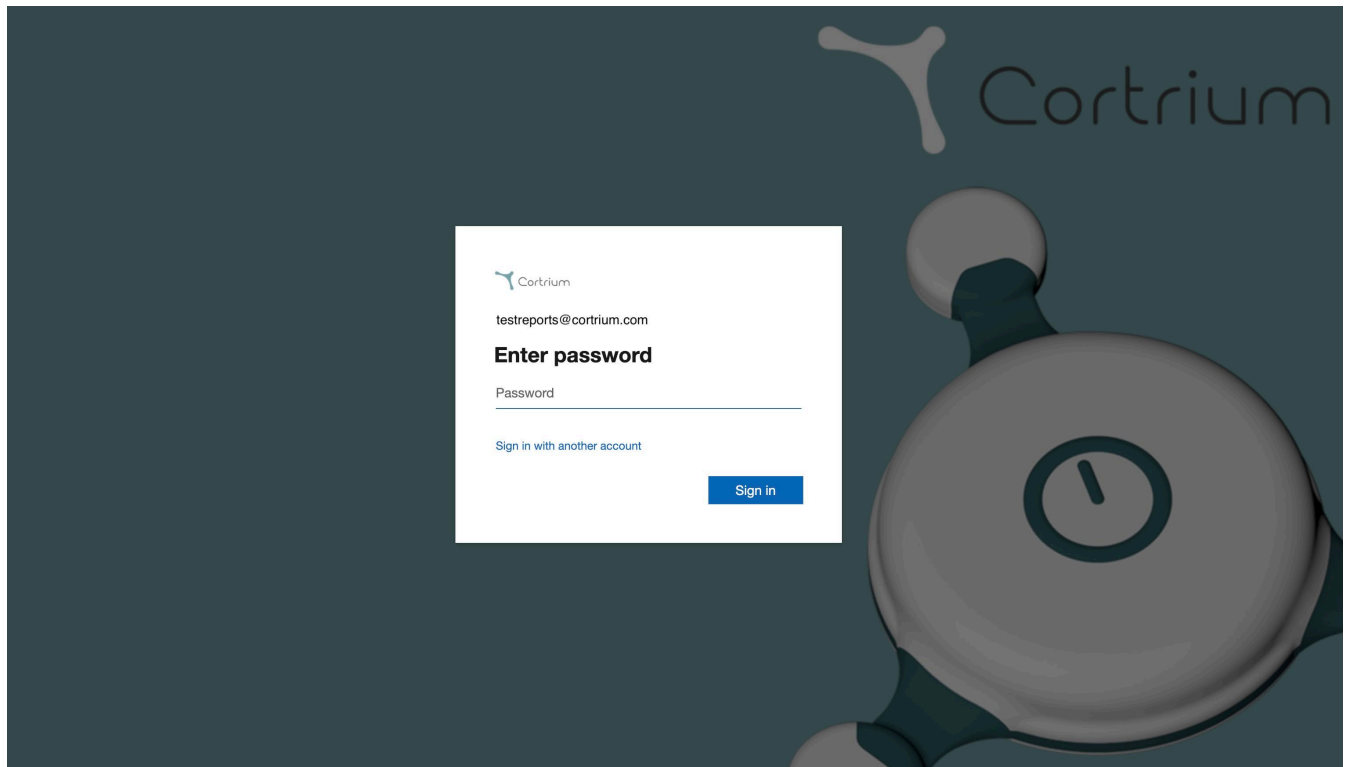 Cortrium
Cortrium
testreports@cortrium.com
Enter password
Password
Sign in with another account
Sign in